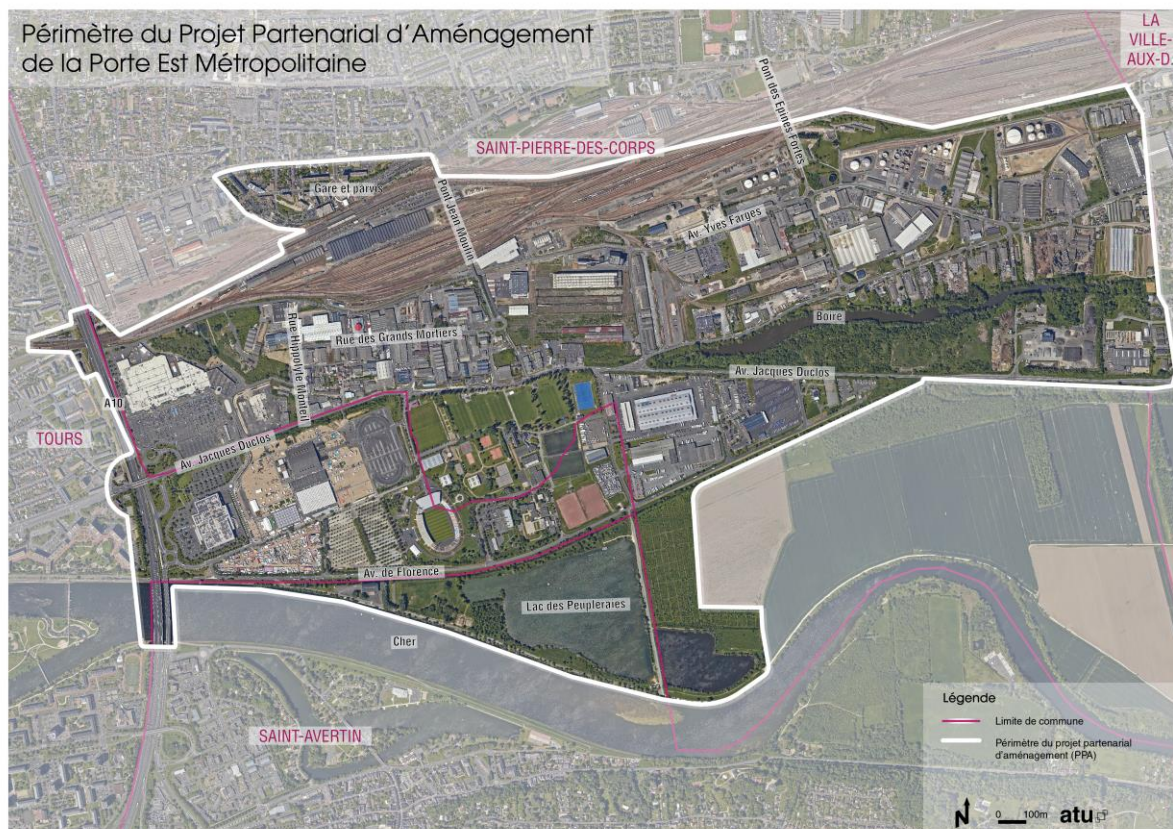 Périmètre du Projet Partenarial d'Aménagement
de la Porte Est Métropolitaine
LA
VILLE-
AUX-D.
Pont des Epines Fortes
SAINT-PIERRE-DES-CORPS
Gare et parvis
Pont Jean Moulin
Av. Yves Farges
Rue Hippolyte Monteil
Rue des Grands Mortiers
Boire
Av. Jacques Duclos
A10
TOURS
Av. Jacques Duclos
Av. de Florence
Lac des Peupleraies
Cher
SAINT-AVERTIN
Légende
Limite de commune
Périmètre du projet partenarial
d'aménagement (PPA)
N
0 100m
atu